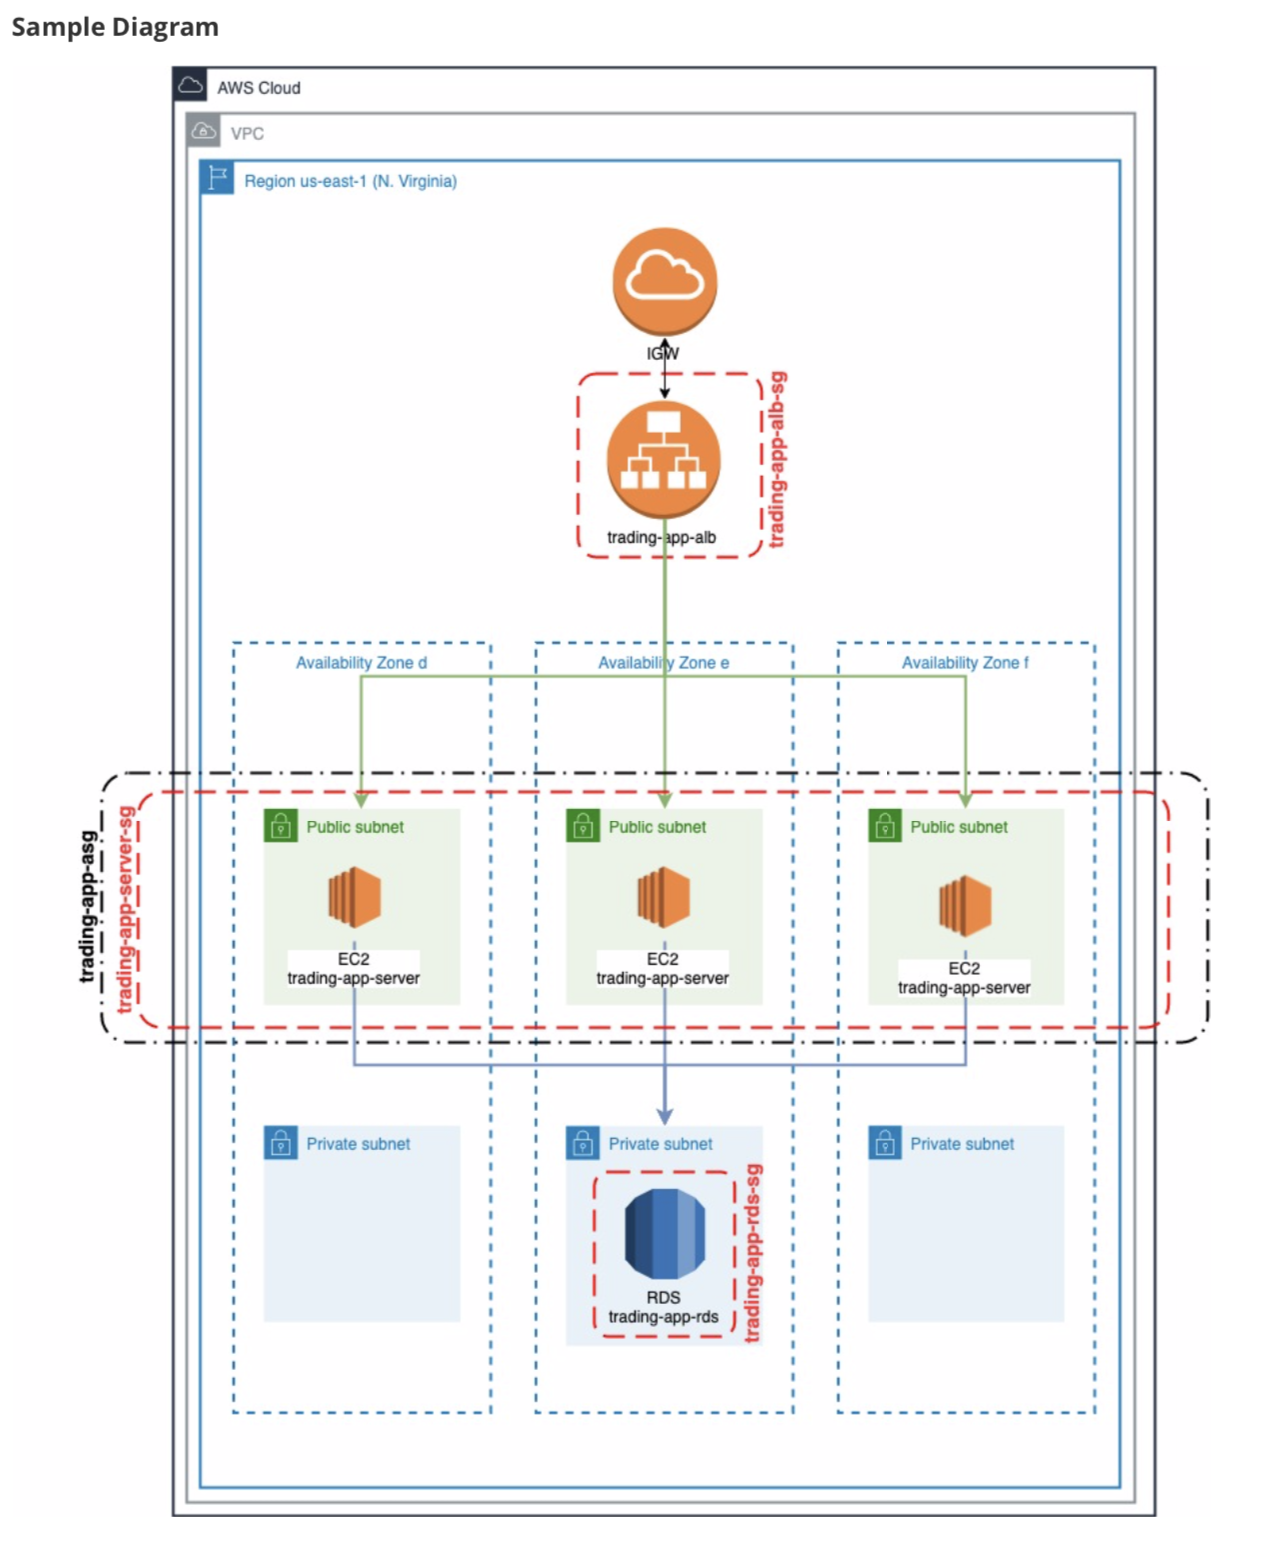 Sample Diagram
AWS Cloud
VPC
Region us-east-1 (N. Virginia)
IGW
trading-app-alb-sg
trading-app-alb
Availability Zone d
Availability Zone e
Availability Zone f
trading-app-asg
trading-app-server-sg
Public subnet
Public subnet
Public subnet
EC2
trading-app-server
EC2
trading-app-server
EC2
trading-app-server
Private subnet
Private subnet
Private subnet
trading-app-rds-sg
RDS
trading-app-rds